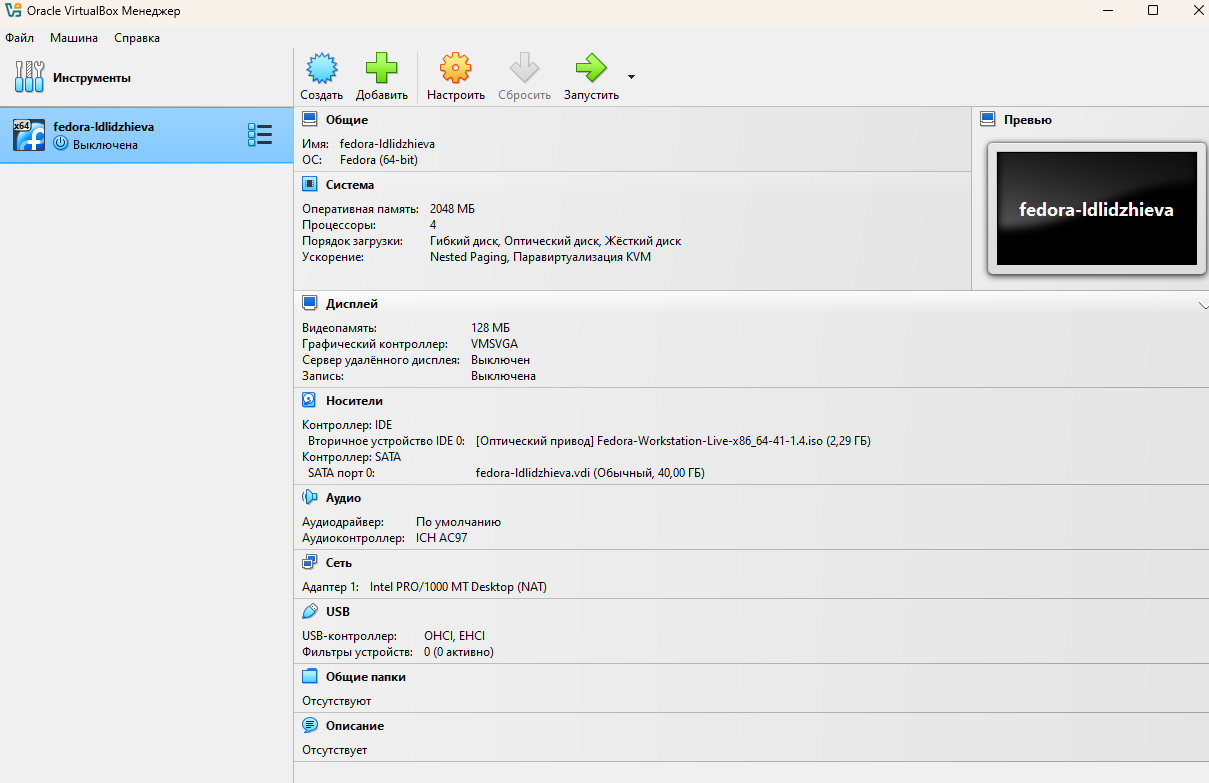 Oracle VirtualBox Менеджер
Файл Машина Справка
Инструменты
Создать Добавить Настроить Сбросить Запустить
x64
fedora-ldlidzhieva
Выключена
Общие
Имя: fedora-ldlidzhieva
ОС: Fedora (64-bit)
Превью
fedora-ldlidzhieva
Система
Оперативная память: 2048 МБ
Процессоры: 4
Порядок загрузки: Гибкий диск, Оптический диск, Жёсткий диск
Ускорение: Nested Paging, Паравиртуализация KVM
Дисплей
Видеопамять: 128 МБ
Графический контроллер: VMSVGA
Сервер удалённого дисплея: Выключен
Запись: Выключена
Носители
Контроллер: IDE
Вторичное устройство IDE 0: [Оптический привод] Fedora-Workstation-Live-x86_64-41-1.4.iso (2,29 ГБ)
Контроллер: SATA
SATA порт 0: fedora-ldlidzhieva.vdi (Обычный, 40,00 ГБ)
Аудио
Аудиодрайвер: По умолчанию
Аудиоконтроллер: ICH AC97
Сеть
Адаптер 1: Intel PRO/1000 MT Desktop (NAT)
USB
USB-контроллер: OHCI, EHCI
Фильтры устройств: 0 (0 активно)
Общие папки
Отсутствуют
Описание
Отсутствует